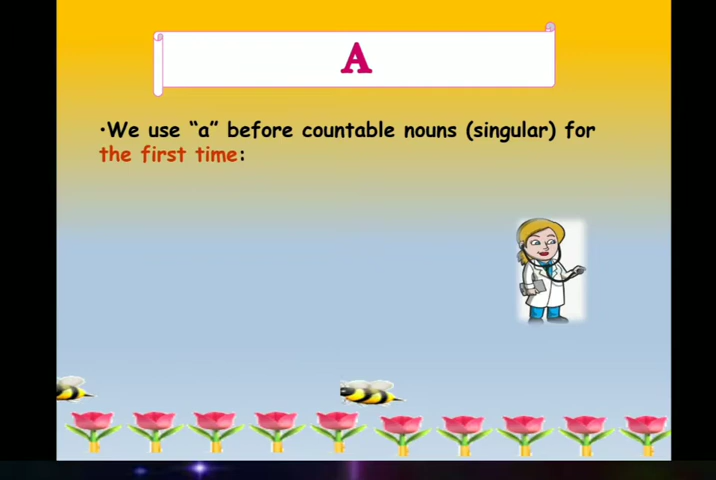 A
•We use “a” before countable nouns (singular) for
the first time: